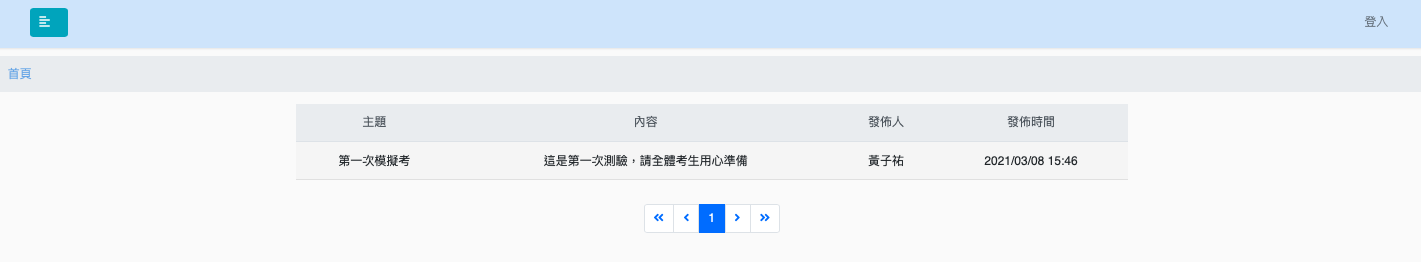 登入
首頁
主題 內容 發佈人 發佈時間
第一次模擬考 這是第一次測驗，請全體考生用心準備 黃子祐 2021/03/08 15:46
1